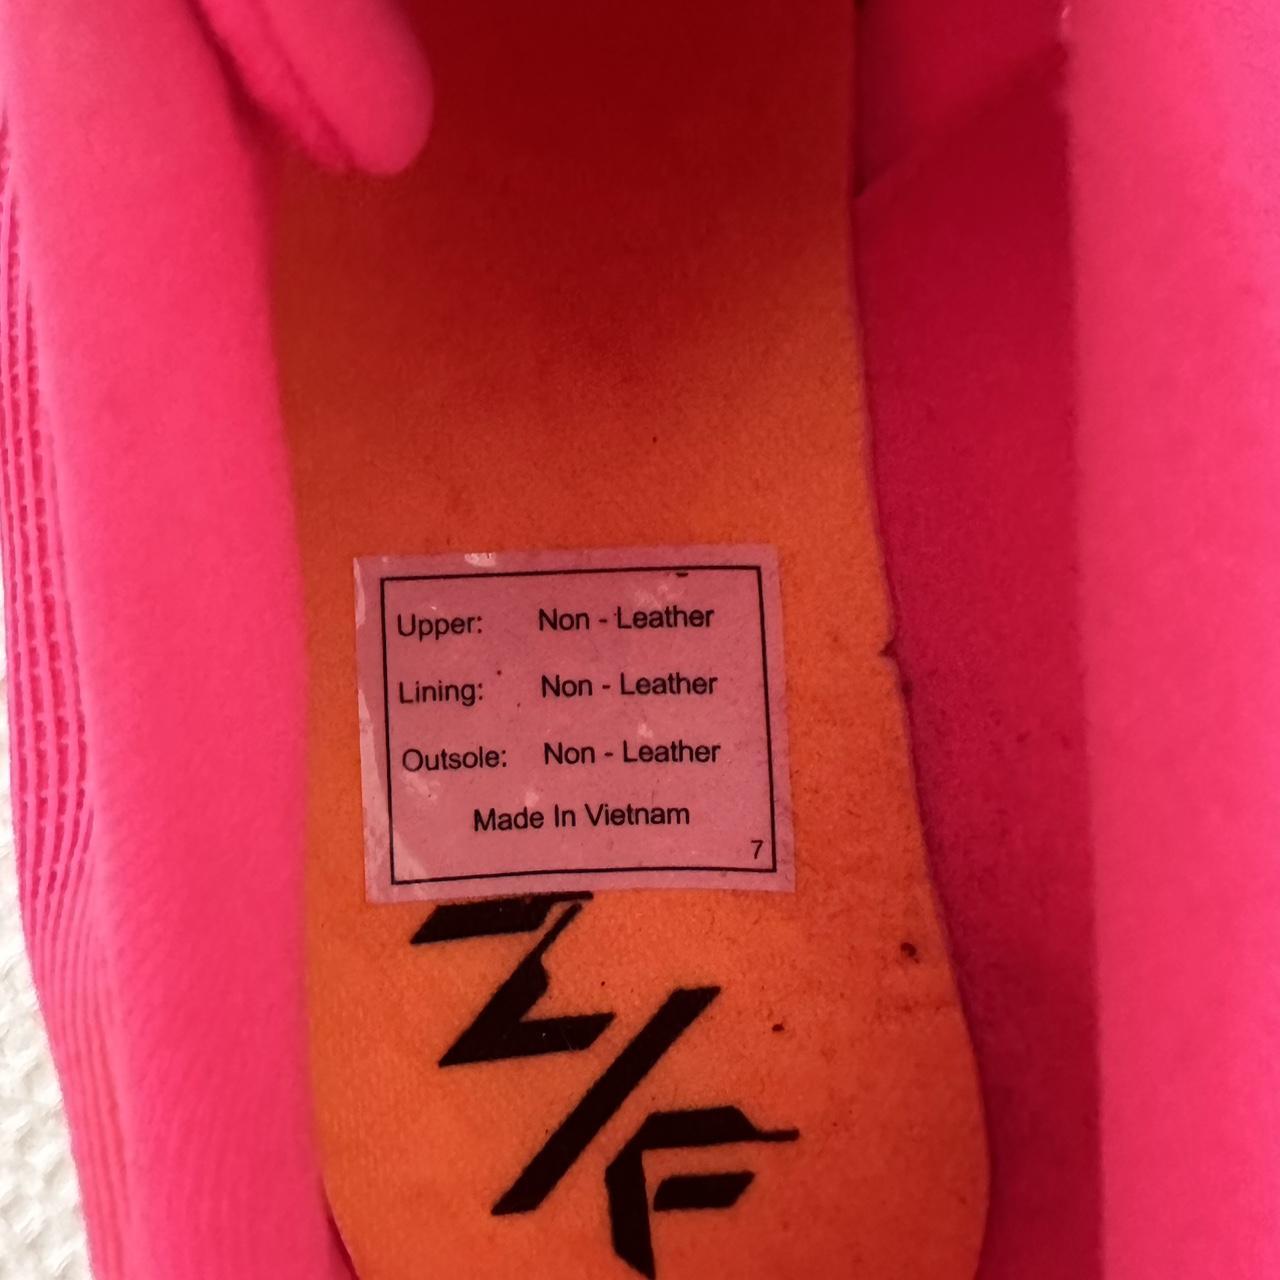 Upper: Non - Leather
Lining: Non - Leather
Outsole: Non - Leather
Made In Vietnam
7
Z/F